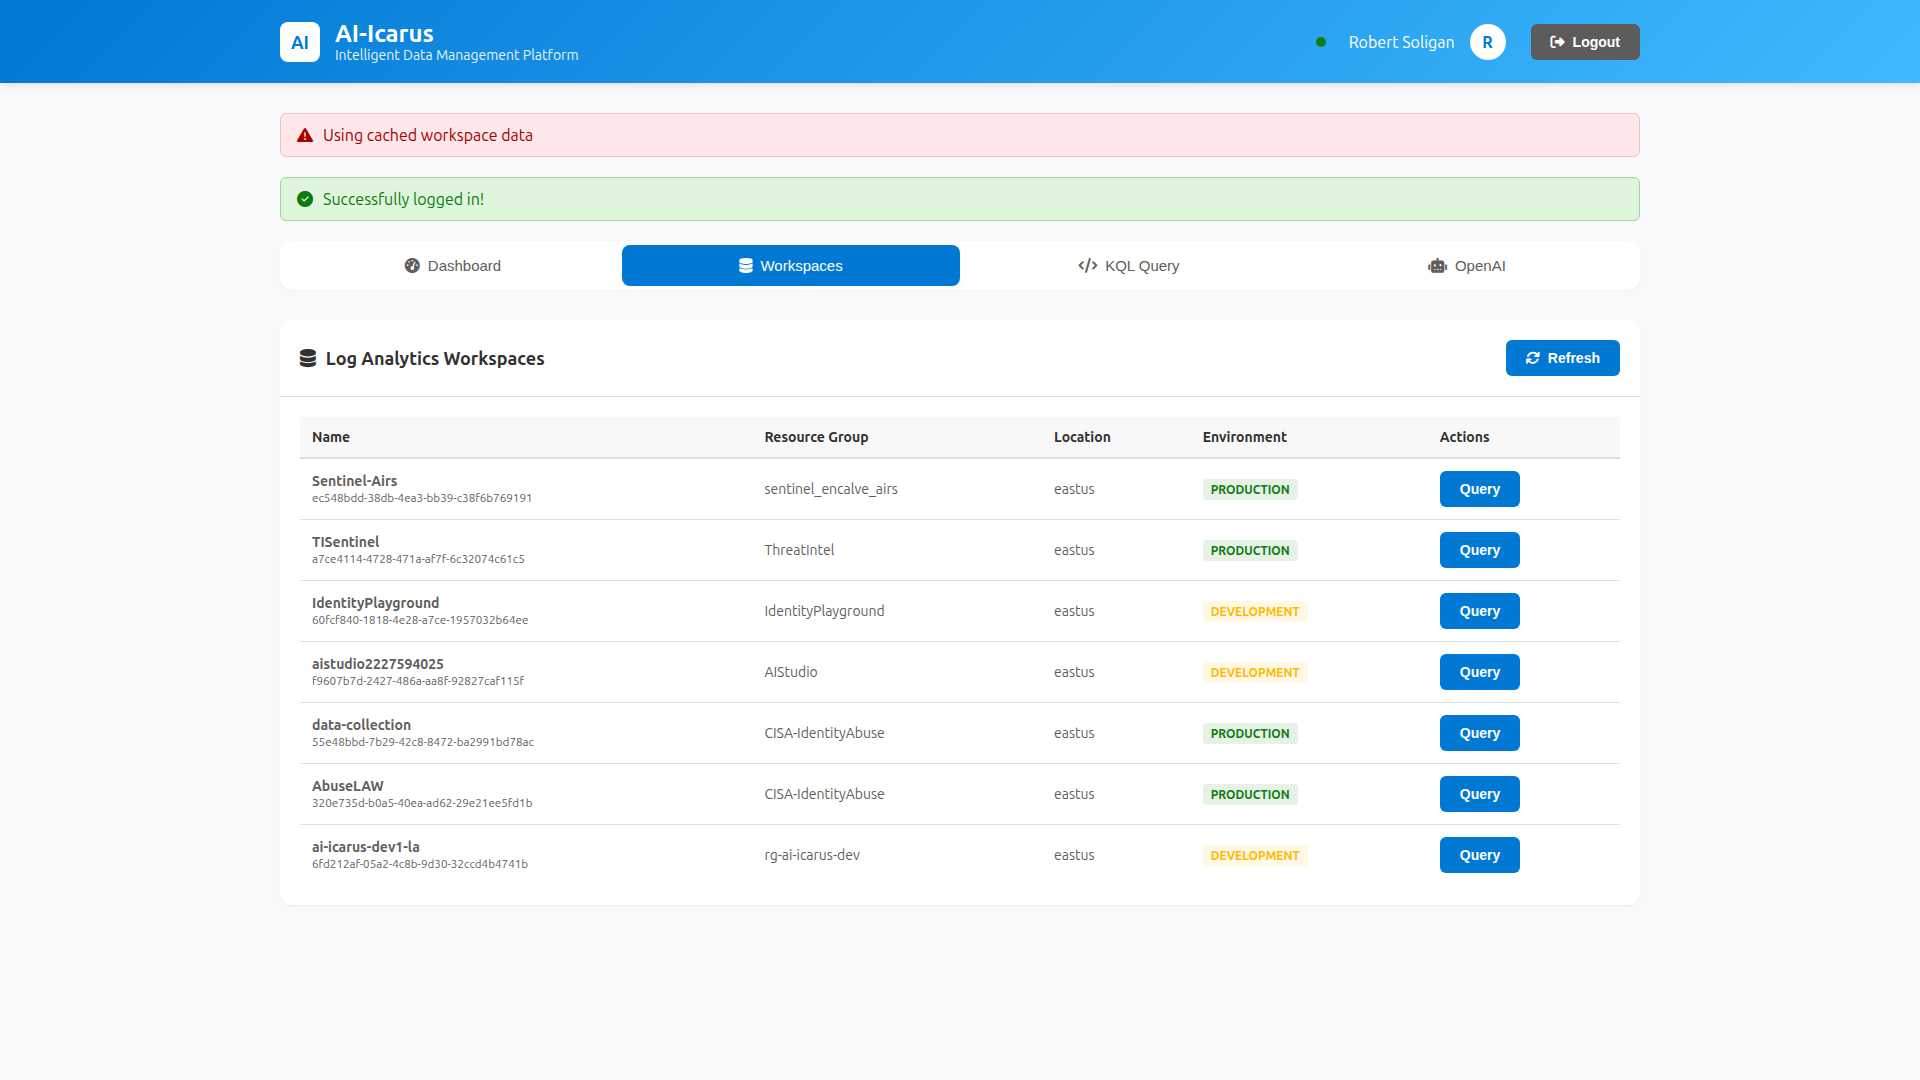 AI
AI-Icarus
Intelligent Data Management Platform
Robert Soligan
R
Logout
Using cached workspace data
Successfully logged in!
Dashboard
Workspaces
KQL Query
OpenAI
Log Analytics Workspaces
Refresh
Name Resource Group Location Environment Actions
Sentinel-Airs
ec548bdd-38db-4ea3-bb39-c38f6b769191
sentinel_encalve_airs eastus PRODUCTION Query
TISentinel
a7ce4114-4728-471a-af7f-6c32074c61c5
ThreatIntel eastus PRODUCTION Query
IdentityPlayground
60fcf840-1818-4e28-a7ce-1957032b64ee
IdentityPlayground eastus DEVELOPMENT Query
aistudio2227594025
f9607b7d-2427-486a-aa8f-92827caf115f
AIStudio eastus DEVELOPMENT Query
data-collection
55e48bbd-7b29-42c8-8472-ba2991bd78ac
CISA-IdentityAbuse eastus PRODUCTION Query
AbuseLAW
320e735d-b0a5-40ea-ad62-29e21ee5fd1b
CISA-IdentityAbuse eastus PRODUCTION Query
ai-icarus-dev1-la
6fd212af-05a2-4c8b-9d30-32ccd4b4741b
rg-ai-icarus-dev eastus DEVELOPMENT Query